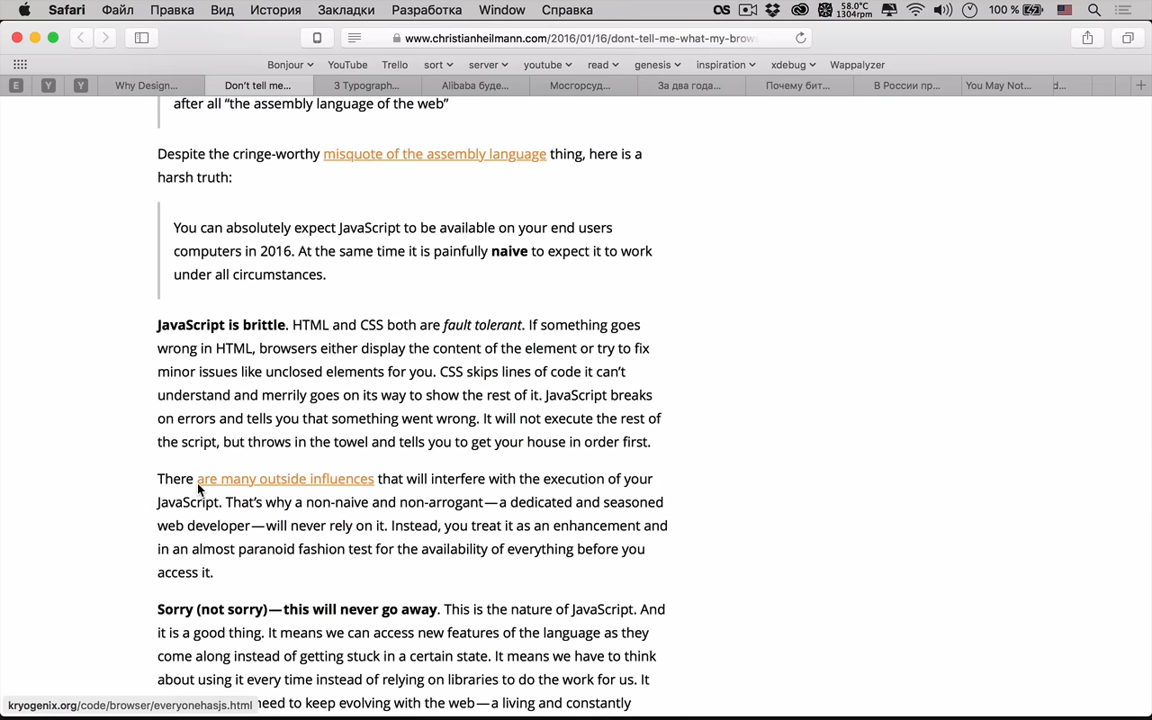 Safari Файл Правка Вид История Закладки Разработка Window Справка 58.0°C 1304rpm 100 %
www.christianheilmann.com/2016/01/16/dont-tell-me-what-my-brow
Bonjour YouTube Trello sort server youtube read genesis inspiration xdebug Wappalyzer
E Y Y Why Design... Don't tell me... 3 Typograph... Alibaba буде... Мосгорсуд... За два года... Почему бит... В России пр... You May Not... d...
after all “the assembly language of the web”
Despite the cringe-worthy misquote of the assembly language thing, here is a
harsh truth:
You can absolutely expect JavaScript to be available on your end users
computers in 2016. At the same time it is painfully naive to expect it to work
under all circumstances.
JavaScript is brittle. HTML and CSS both are fault tolerant. If something goes
wrong in HTML, browsers either display the content of the element or try to fix
minor issues like unclosed elements for you. CSS skips lines of code it can’t
understand and merrily goes on its way to show the rest of it. JavaScript breaks
on errors and tells you that something went wrong. It will not execute the rest of
the script, but throws in the towel and tells you to get your house in order first.
There are many outside influences that will interfere with the execution of your
JavaScript. That’s why a non-naive and non-arrogant — a dedicated and seasoned
web developer — will never rely on it. Instead, you treat it as an enhancement and
in an almost paranoid fashion test for the availability of everything before you
access it.
Sorry (not sorry) — this will never go away. This is the nature of JavaScript. And
it is a good thing. It means we can access new features of the language as they
come along instead of getting stuck in a certain state. It means we have to think
about using it every time instead of relying on libraries to do the work for us. It
need to keep evolving with the web — a living and constantly
kryogenix.org/code/browser/everyonehasjs.html